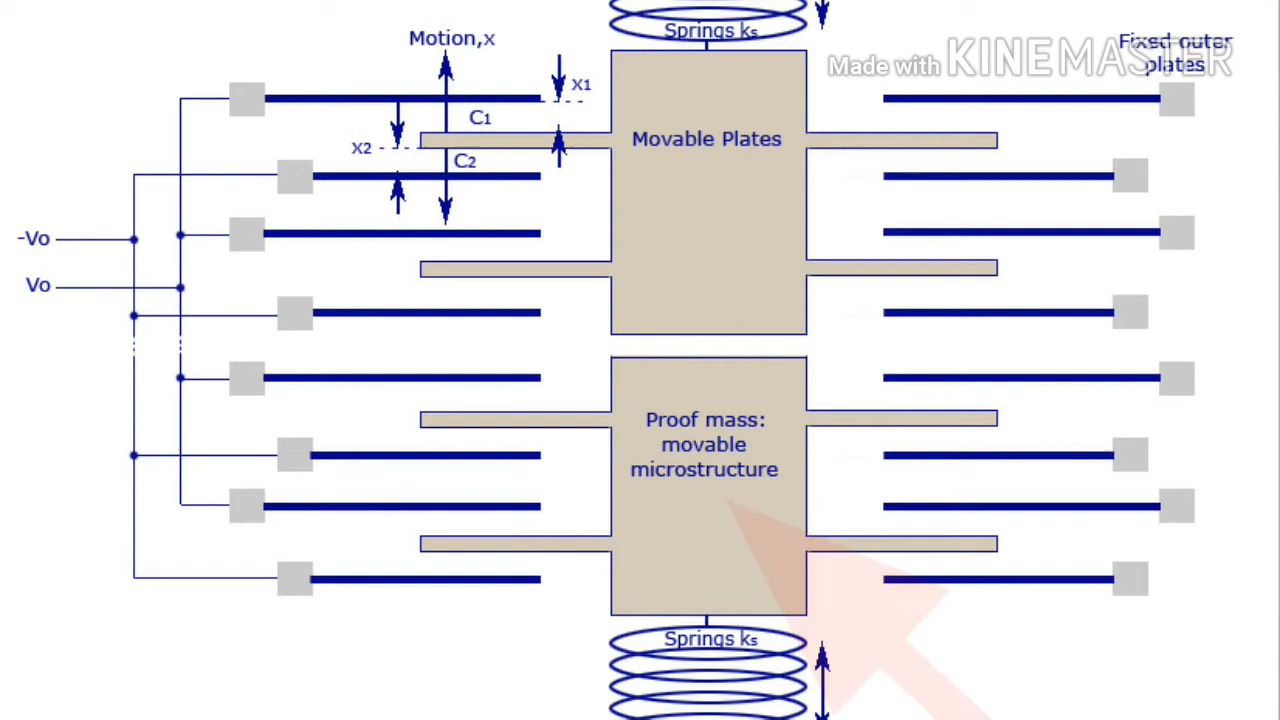 Springs ks
Motion,x
Fixed outer
plates
Made with KINEMASTER
X1
C1
Movable Plates
X2
C2
-Vo
Vo
Proof mass:
movable
microstructure
Springs ks